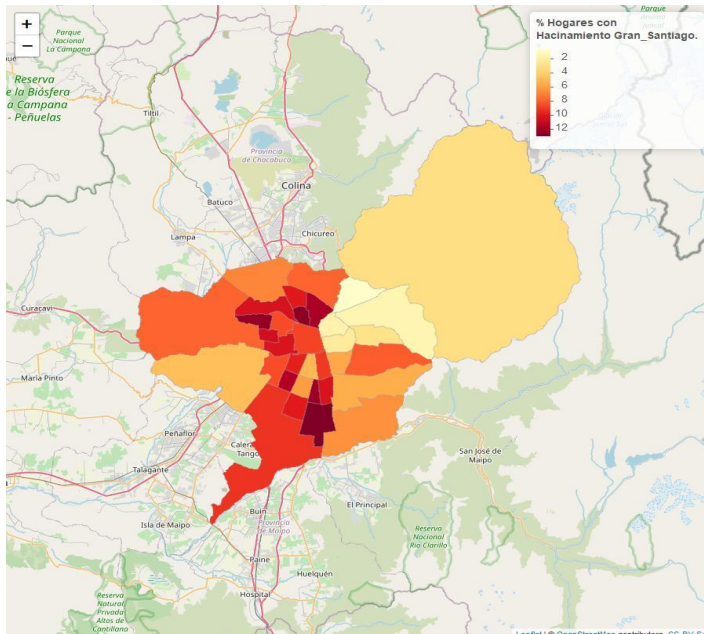 +
−
% Hogares con
Hacinamiento Gran_Santiago.
2
4
6
8
10
12
Parque
Nacional
La Campana
Reserva
e la Biósfera
a Campana
- Peñuelas
Tiltil
Provincia
de Chacabuco
Colina
Batuco
Chicureo
Lampa
Curacaví
María Pinto
Peñaflor
Talagante
Calera
Tango
San José de
Maipo
Isla de Maipo
Buin
Provincia
de Maipo
El Principal
Reserva
Nacional
Río Clarillo
Paine
Huelquén
Hospital
Reserva
Natural
Privada
Altos de
Cantillana
Leaflet | © OpenStreetMap contributors, CC-BY-SA